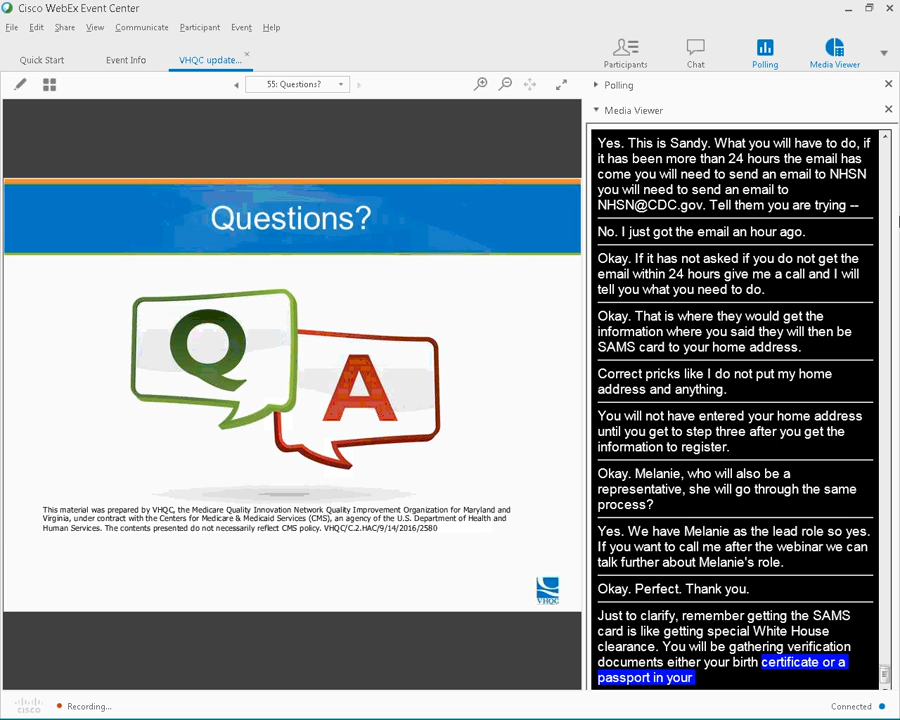 Cisco WebEx Event Center
File Edit Share View Communicate Participant Event Help
Quick Start Event Info VHQC update...
Participants Chat Polling Media Viewer
55: Questions?
Polling
Media Viewer
Questions?
Q
A
This material was prepared by VHQC, the Medicare Quality Innovation Network Quality Improvement Organization for Maryland and
Virginia, under contract with the Centers for Medicare & Medicaid Services (CMS), an agency of the U.S. Department of Health and
Human Services. The contents presented do not necessarily reflect CMS policy. VHQC/C.2.HAC/9/14/2016/2580
VHQC
Yes. This is Sandy. What you will have to do, if
it has been more than 24 hours the email has
come you will need to send an email to NHSN
you will need to send an email to
NHSN@CDC.gov. Tell them you are trying --
No. I just got the email an hour ago.
Okay. If it has not asked if you do not get the
email within 24 hours give me a call and I will
tell you what you need to do.
Okay. That is where they would get the
information where you said they will then be
SAMS card to your home address.
Correct pricks like I do not put my home
address and anything.
You will not have entered your home address
until you get to step three after you get the
information to register.
Okay. Melanie, who will also be a
representative, she will go through the same
process?
Yes. We have Melanie as the lead role so yes.
If you want to call me after the webinar we can
talk further about Melanie's role.
Okay. Perfect. Thank you.
Just to clarify, remember getting the SAMS
card is like getting special White House
clearance. You will be gathering verification
documents either your birth certificate or a
passport in your
cisco
Recording...
Connected